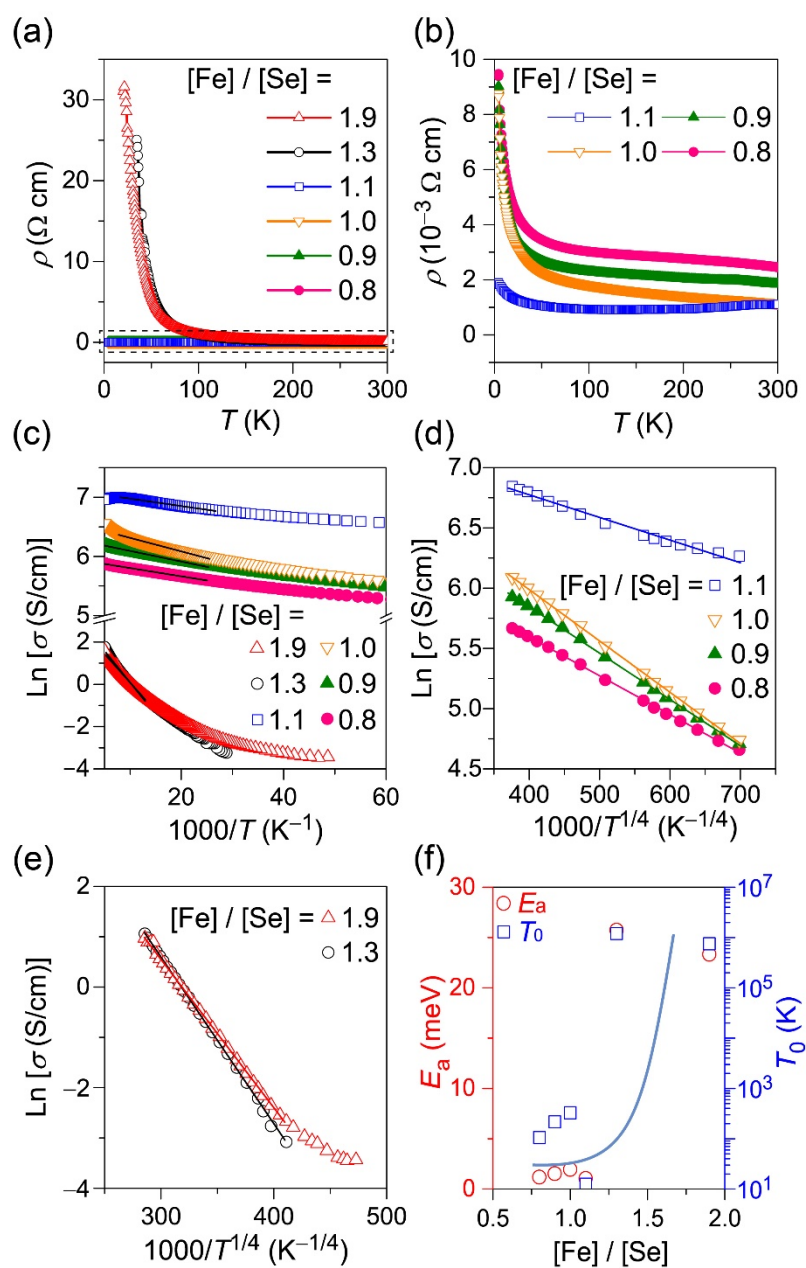 (a)
[Fe] / [Se] =
1.9
1.3
1.1
1.0
0.9
0.8
30
20
10
0
ρ (Ω cm)
0 100 200 300
T (K)
(b)
[Fe] / [Se] =
1.1 0.9
1.0 0.8
10
8
6
4
2
0
ρ (10⁻³ Ω cm)
0 100 200 300
T (K)
(c)
7
6
5
2
0
−2
−4
Ln [σ (S/cm)]
[Fe] / [Se] =
1.9 1.0
1.3 0.9
1.1 0.8
20 40 60
1000/T (K⁻¹)
(d)
7.0
6.5
6.0
5.5
5.0
4.5
Ln [σ (S/cm)]
[Fe] / [Se] = 1.1
1.0
0.9
0.8
400 500 600 700
1000/T^1/4 (K^−1/4)
(e)
2
0
−2
−4
Ln [σ (S/cm)]
[Fe] / [Se] = 1.9
1.3
300 400 500
1000/T^1/4 (K^−1/4)
(f)
Eₐ
T₀
30
25
20
15
10
5
0
Eₐ (meV)
10⁷
10⁵
10³
10¹
T₀ (K)
0.5 1.0 1.5 2.0
[Fe] / [Se]